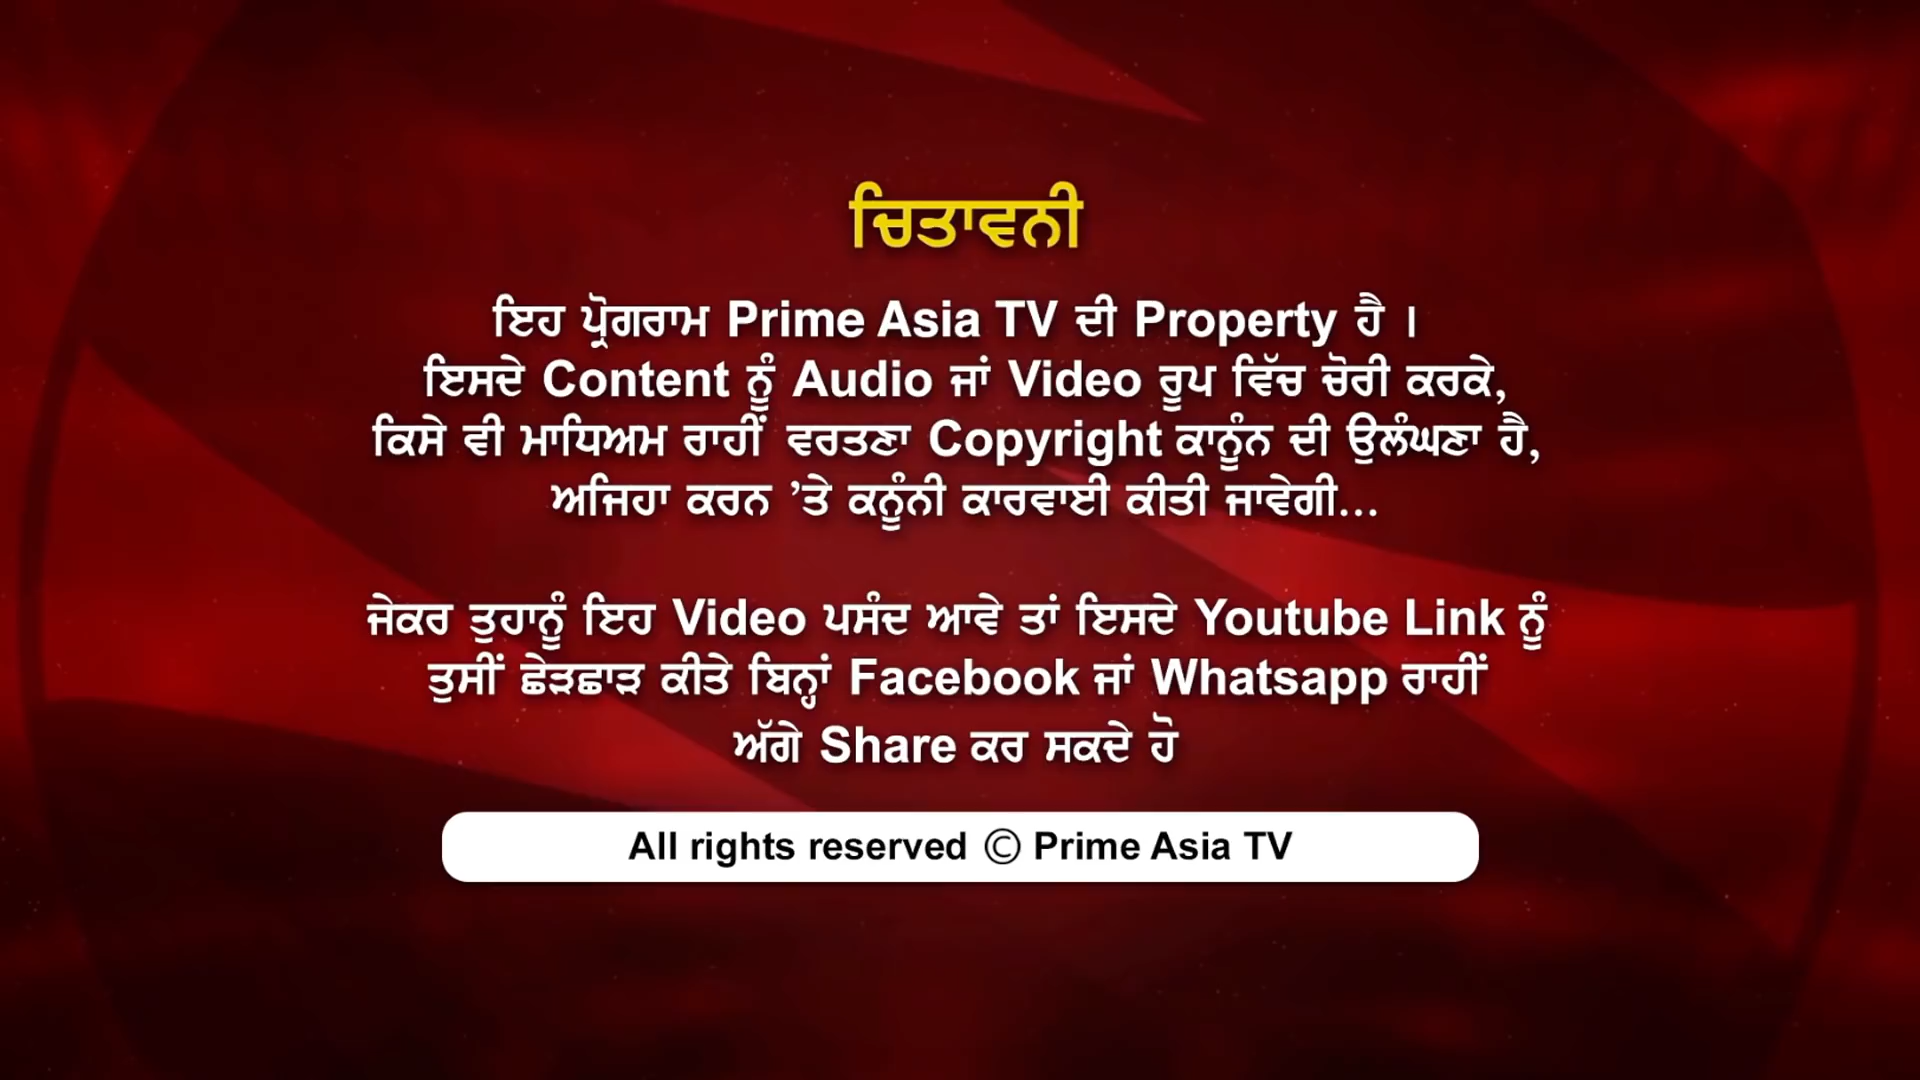 ਚਿਤਾਵਨੀ
ਇਹ ਪ੍ਰੋਗਰਾਮ Prime Asia TV ਦੀ Property ਹੈ ।
ਇਸਦੇ Content ਨੂੰ Audio ਜਾਂ Video ਰੂਪ ਵਿੱਚ ਚੋਰੀ ਕਰਕੇ,
ਕਿਸੇ ਵੀ ਮਾਧਿਅਮ ਰਾਹੀਂ ਵਰਤਣਾ Copyright ਕਾਨੂੰਨ ਦੀ ਉਲੰਘਣਾ ਹੈ,
ਅਜਿਹਾ ਕਰਨ ’ਤੇ ਕਨੂੰਨੀ ਕਾਰਵਾਈ ਕੀਤੀ ਜਾਵੇਗੀ...
ਜੇਕਰ ਤੁਹਾਨੂੰ ਇਹ Video ਪਸੰਦ ਆਵੇ ਤਾਂ ਇਸਦੇ Youtube Link ਨੂੰ
ਤੁਸੀਂ ਛੇੜਛਾੜ ਕੀਤੇ ਬਿਨ੍ਹਾਂ Facebook ਜਾਂ Whatsapp ਰਾਹੀਂ
ਅੱਗੇ Share ਕਰ ਸਕਦੇ ਹੋ
All rights reserved © Prime Asia TV